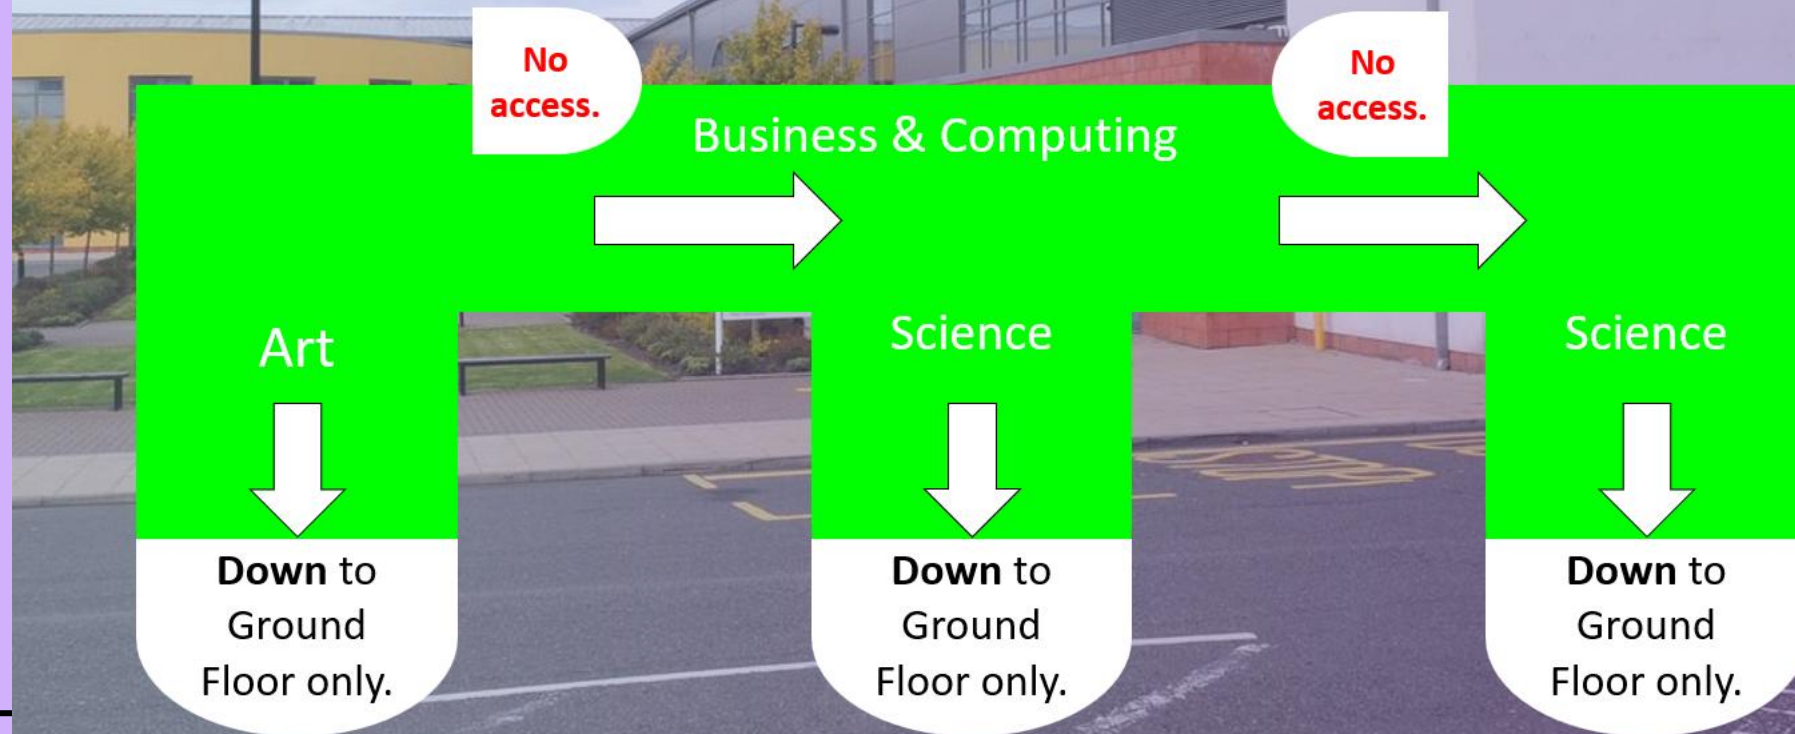 No
access.
No
access.
Business & Computing
Art
Science
Science
Down to
Ground
Floor only.
Down to
Ground
Floor only.
Down to
Ground
Floor only.